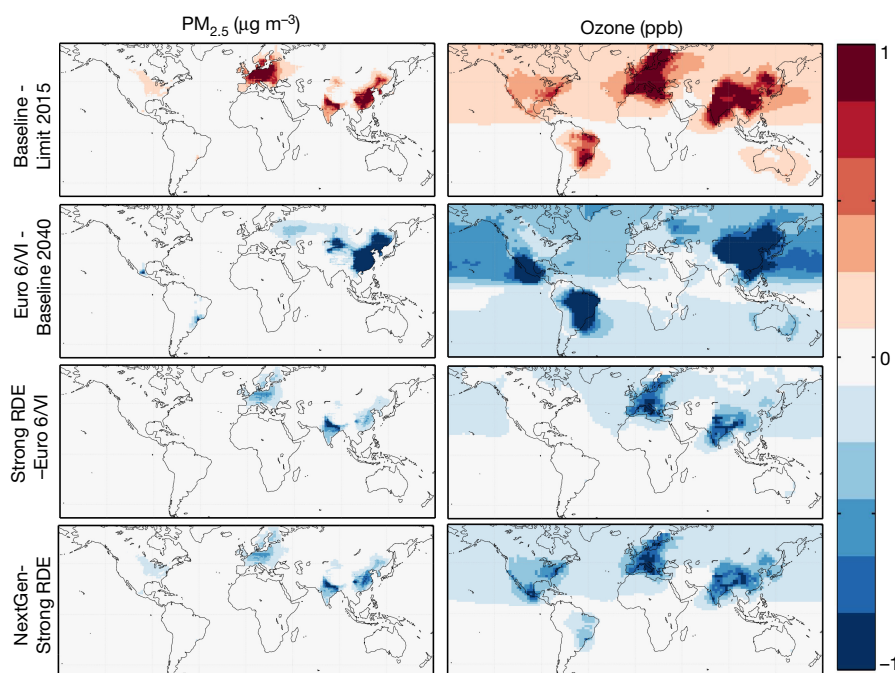 PM2.5 (μg m–3)
Ozone (ppb)
Baseline -
Limit 2015
Euro 6/VI -
Baseline 2040
Strong RDE
–Euro 6/VI
NextGen-
Strong RDE
1
0
–1